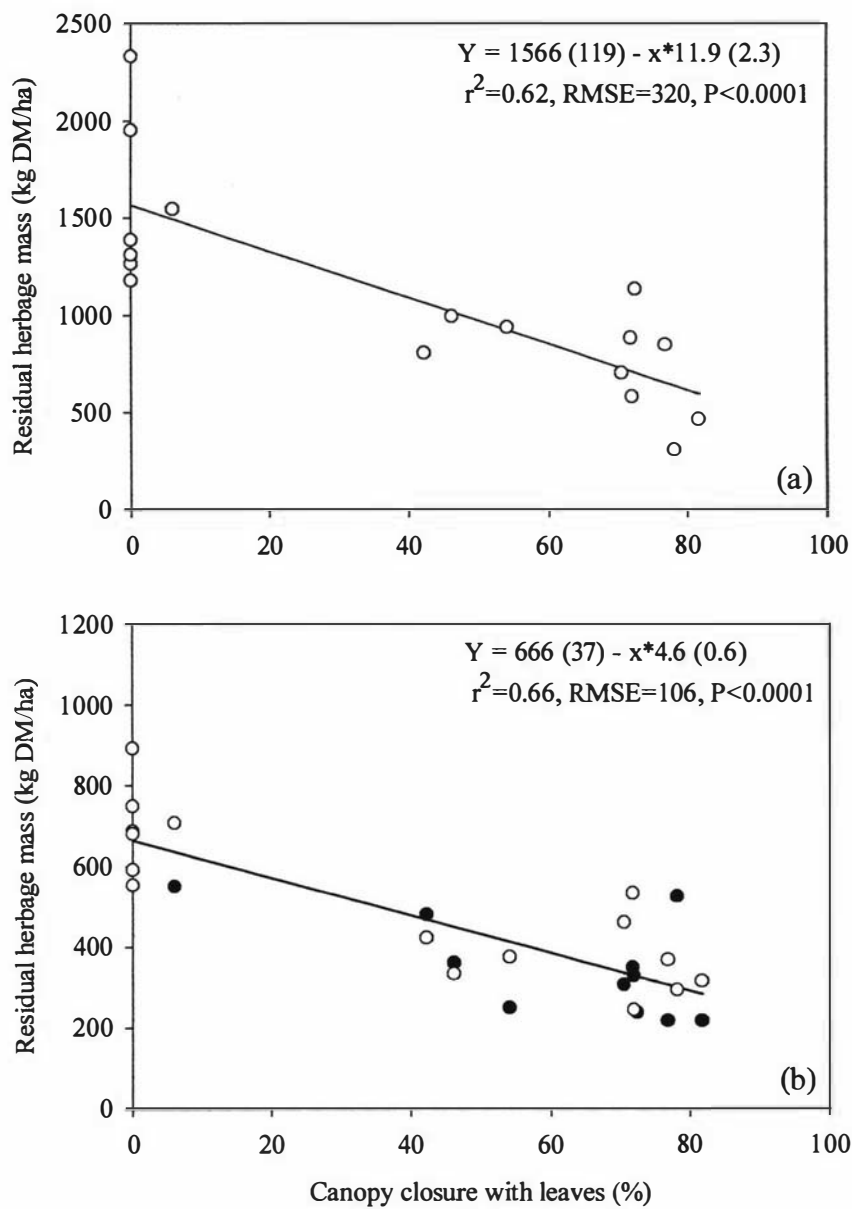 2500
2000
1500
1000
500
0
Residual herbage mass (kg DM/ha)
Y = 1566 (119) - x*11.9 (2.3)
r²=0.62, RMSE=320, P<0.0001
(a)
0 20 40 60 80 100
1200
1000
800
600
400
200
0
Residual herbage mass (kg DM/ha)
Y = 666 (37) - x*4.6 (0.6)
r²=0.66, RMSE=106, P<0.0001
(b)
0 20 40 60 80 100
Canopy closure with leaves (%)